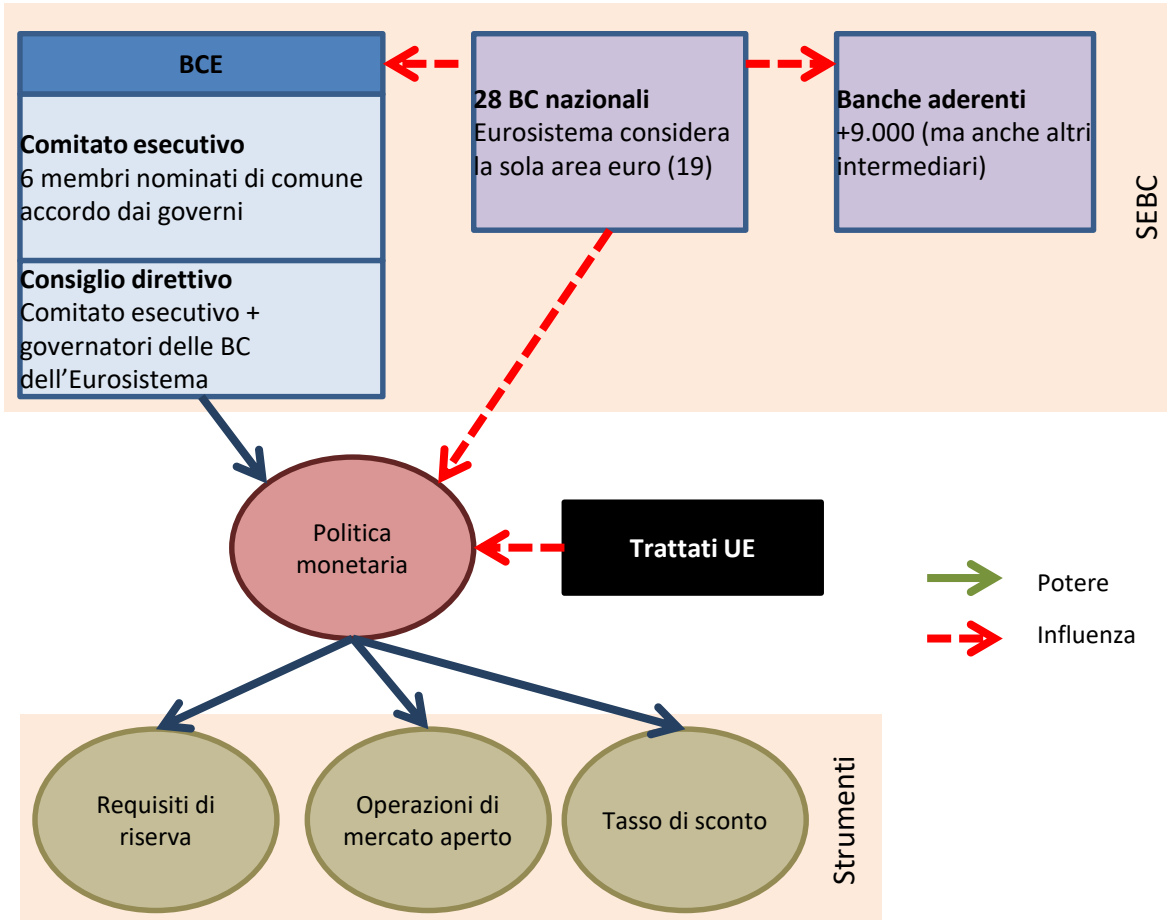 BCE
Comitato esecutivo
6 membri nominati di comune
accordo dai governi
Consiglio direttivo
Comitato esecutivo +
governatori delle BC
dell’Eurosistema
28 BC nazionali
Eurosistema considera
la sola area euro (19)
Banche aderenti
+9.000 (ma anche altri
intermediari)
SEBC
Politica
monetaria
Trattati UE
Potere
Influenza
Requisiti di
riserva
Operazioni di
mercato aperto
Tasso di sconto
Strumenti